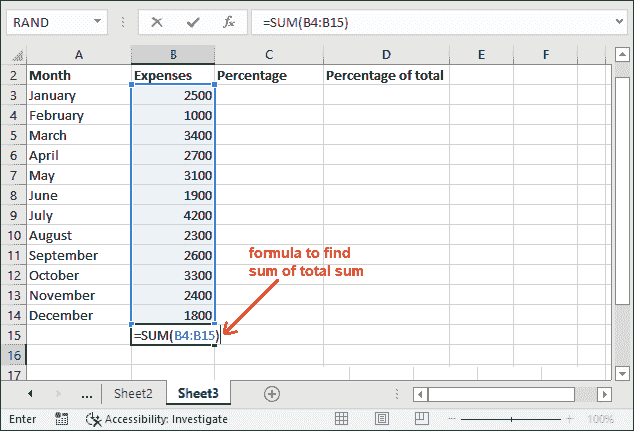 RAND
fx
=SUM(B4:B15)
A B C D E F
2 Month Expenses Percentage Percentage of total
3 January 2500
4 February 1000
5 March 3400
6 April 2700
7 May 3100
8 June 1900
9 July 4200
10 August 2300
11 September 2600
12 October 3300
13 November 2400
14 December 1800
formula to find
sum of total sum
15 =SUM(B4:B15)
16
17
... Sheet2 Sheet3
Enter Accessibility: Investigate 100%